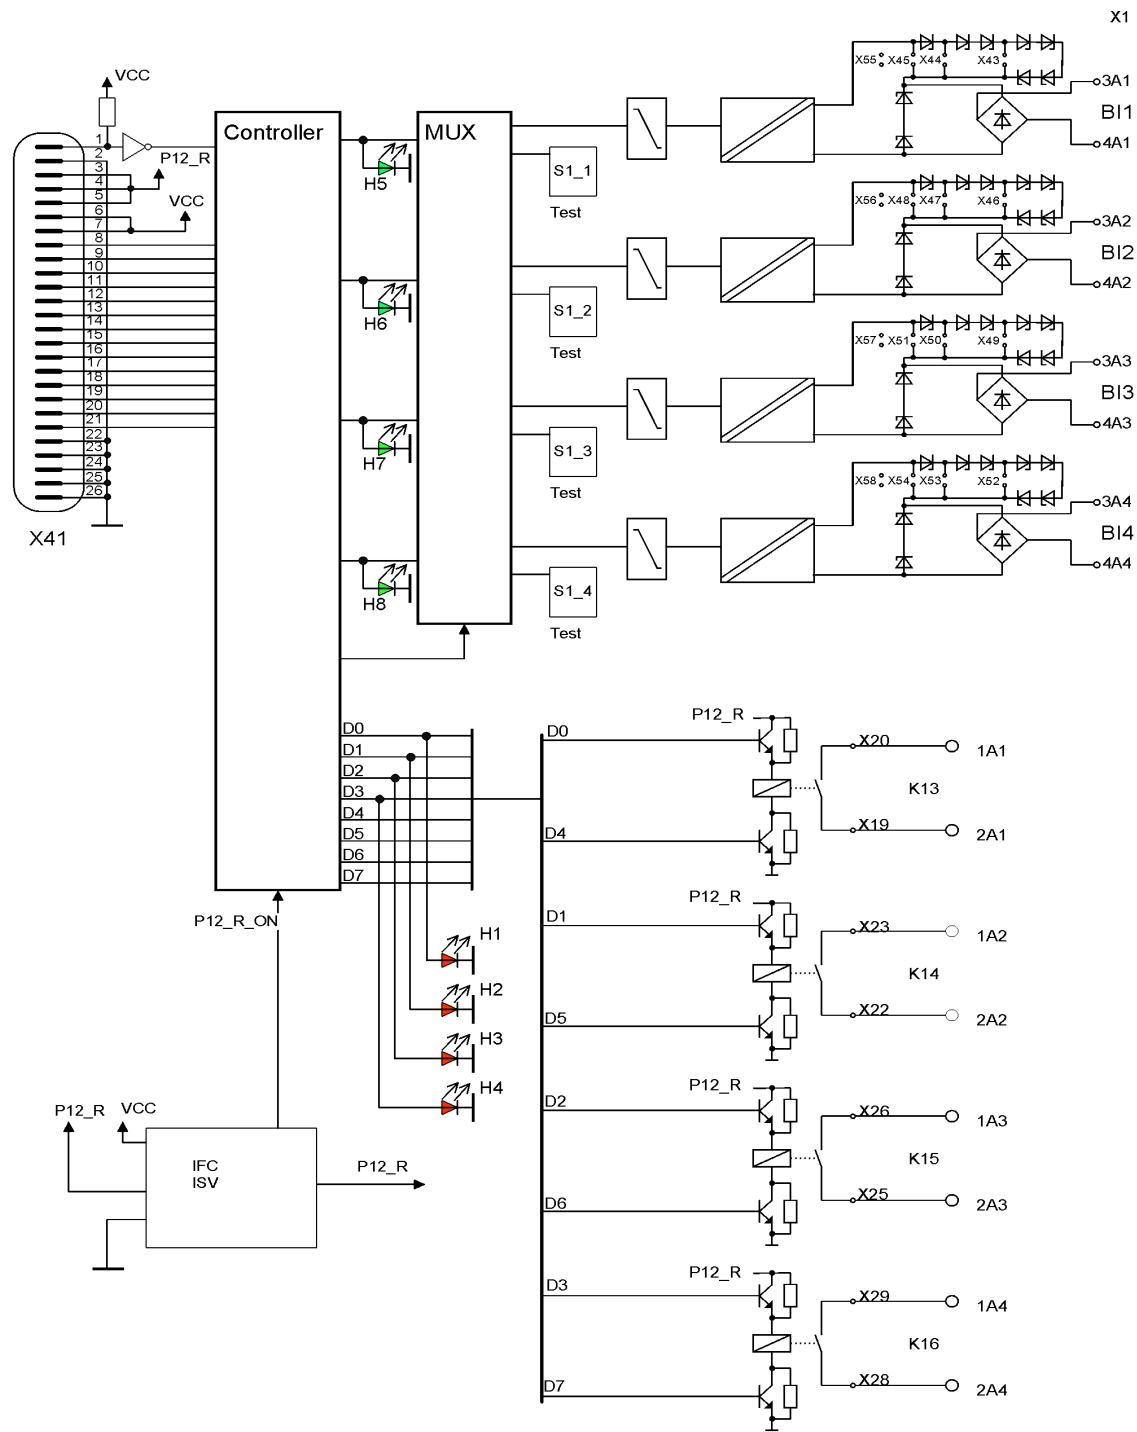 X1
VCC
Controller
MUX
1
2
3
4
5
6
7
8
9
10
11
12
13
14
15
16
17
18
19
20
21
22
23
24
25
26
X41
P12_R
VCC
H5
H6
H7
H8
S1_1
Test
S1_2
Test
S1_3
Test
S1_4
Test
X55 X45 X44 X43
3A1
BI1
4A1
X56 X48 X47 X46
3A2
BI2
4A2
X57 X51 X50 X49
3A3
BI3
4A3
X58 X54 X53 X52
3A4
BI4
4A4
D0
D1
D2
D3
D4
D5
D6
D7
P12_R_ON
H1
H2
H3
H4
P12_R
VCC
IFC
ISV
P12_R
P12_R
D0
X20
1A1
K13
D4
X19
2A1
P12_R
D1
X23
1A2
K14
D5
X22
2A2
P12_R
D2
X26
1A3
K15
D6
X25
2A3
P12_R
D3
X29
1A4
K16
D7
X28
2A4